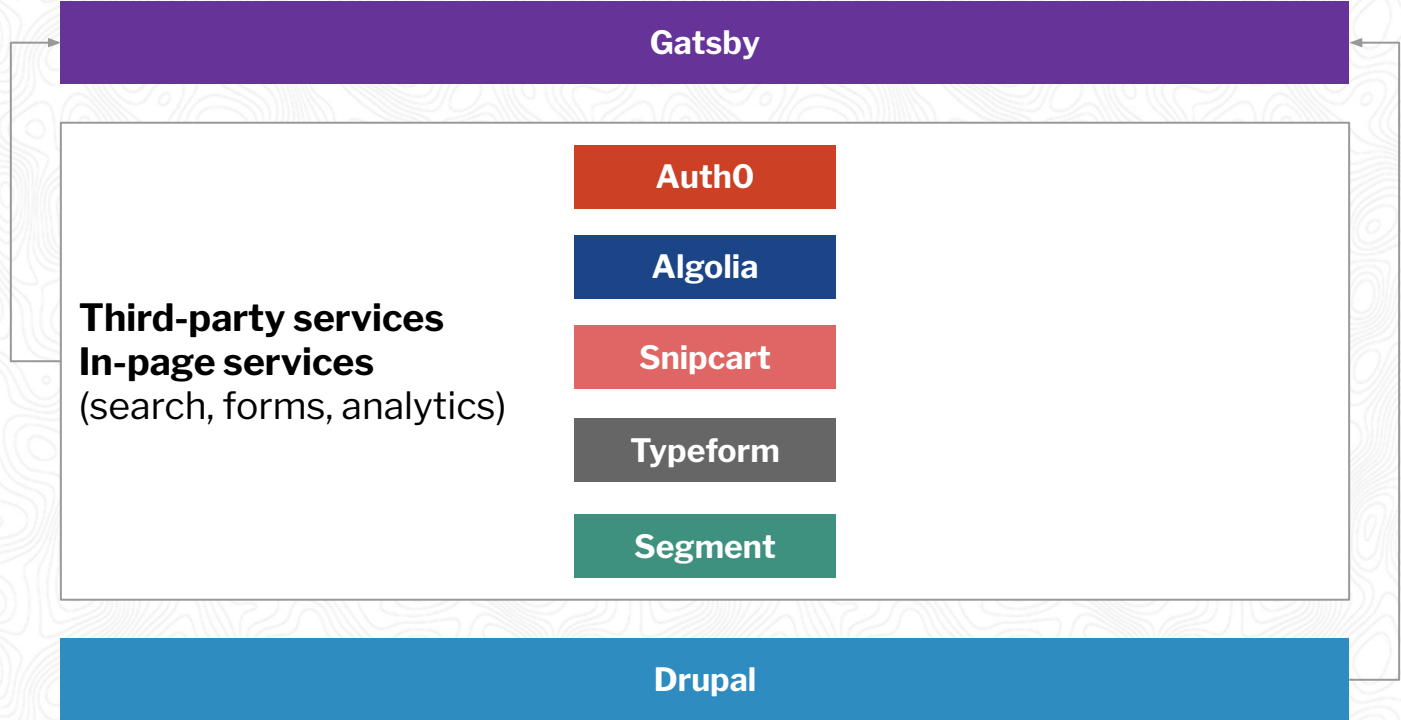 Gatsby
Auth0
Algolia
Third-party services
In-page services
(search, forms, analytics)
Snipcart
Typeform
Segment
Drupal